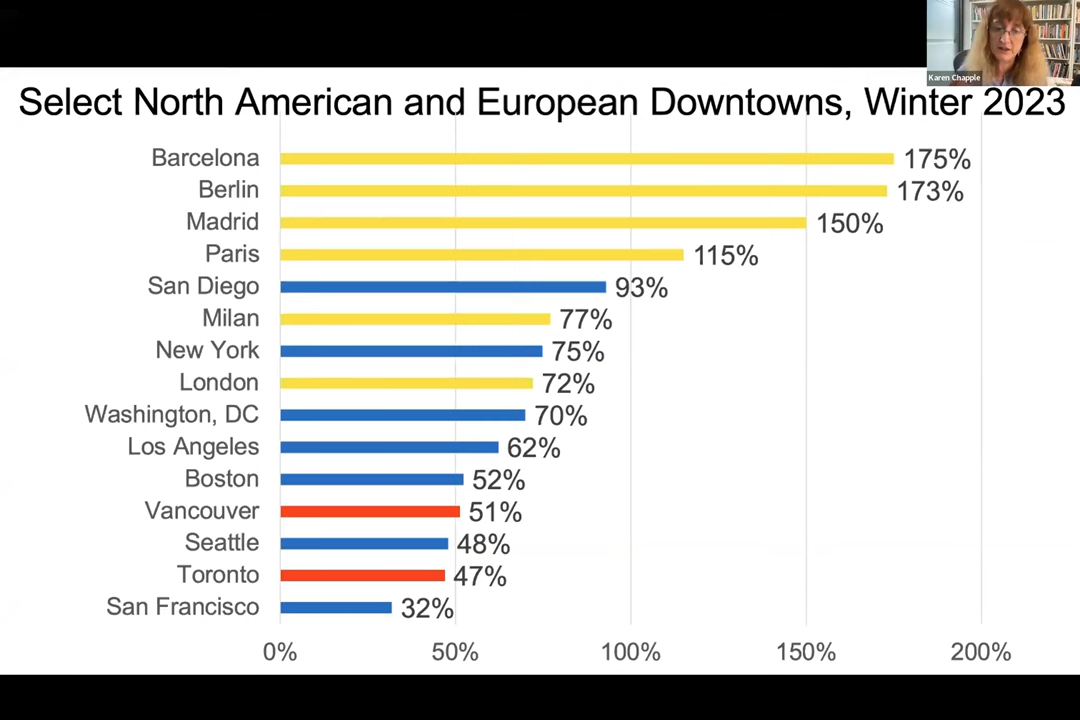 Karen Chapple
Select North American and European Downtowns, Winter 2023
Barcelona 175%
Berlin 173%
Madrid 150%
Paris 115%
San Diego 93%
Milan 77%
New York 75%
London 72%
Washington, DC 70%
Los Angeles 62%
Boston 52%
Vancouver 51%
Seattle 48%
Toronto 47%
San Francisco 32%
0% 50% 100% 150% 200%